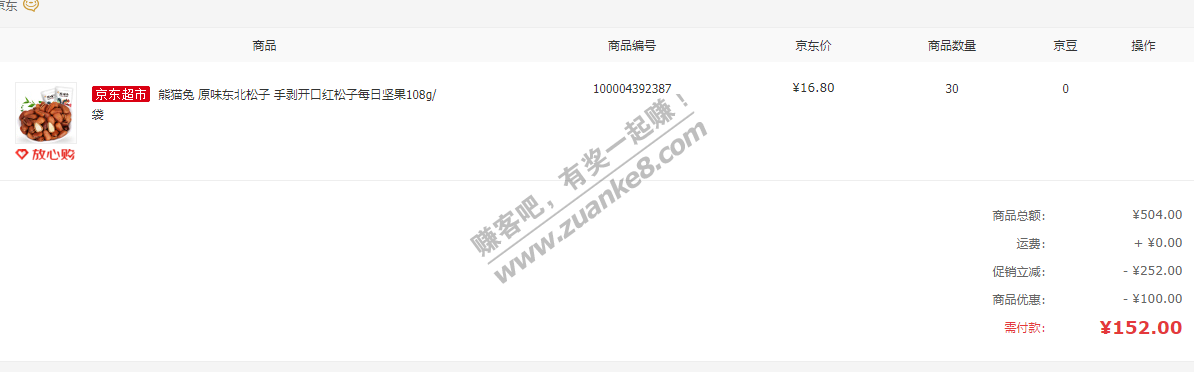 京东
商品 商品编号 京东价 商品数量 京豆 操作
京东超市 熊猫兔 原味东北松子 手剥开口红松子每日坚果108g/ 100004392387 ¥16.80 30 0
袋
放心购
赚客吧，有奖一起赚！
www.zuanke8.com
商品总额： ¥504.00
运费： + ¥0.00
促销立减： - ¥252.00
商品优惠： - ¥100.00
需付款： ¥152.00